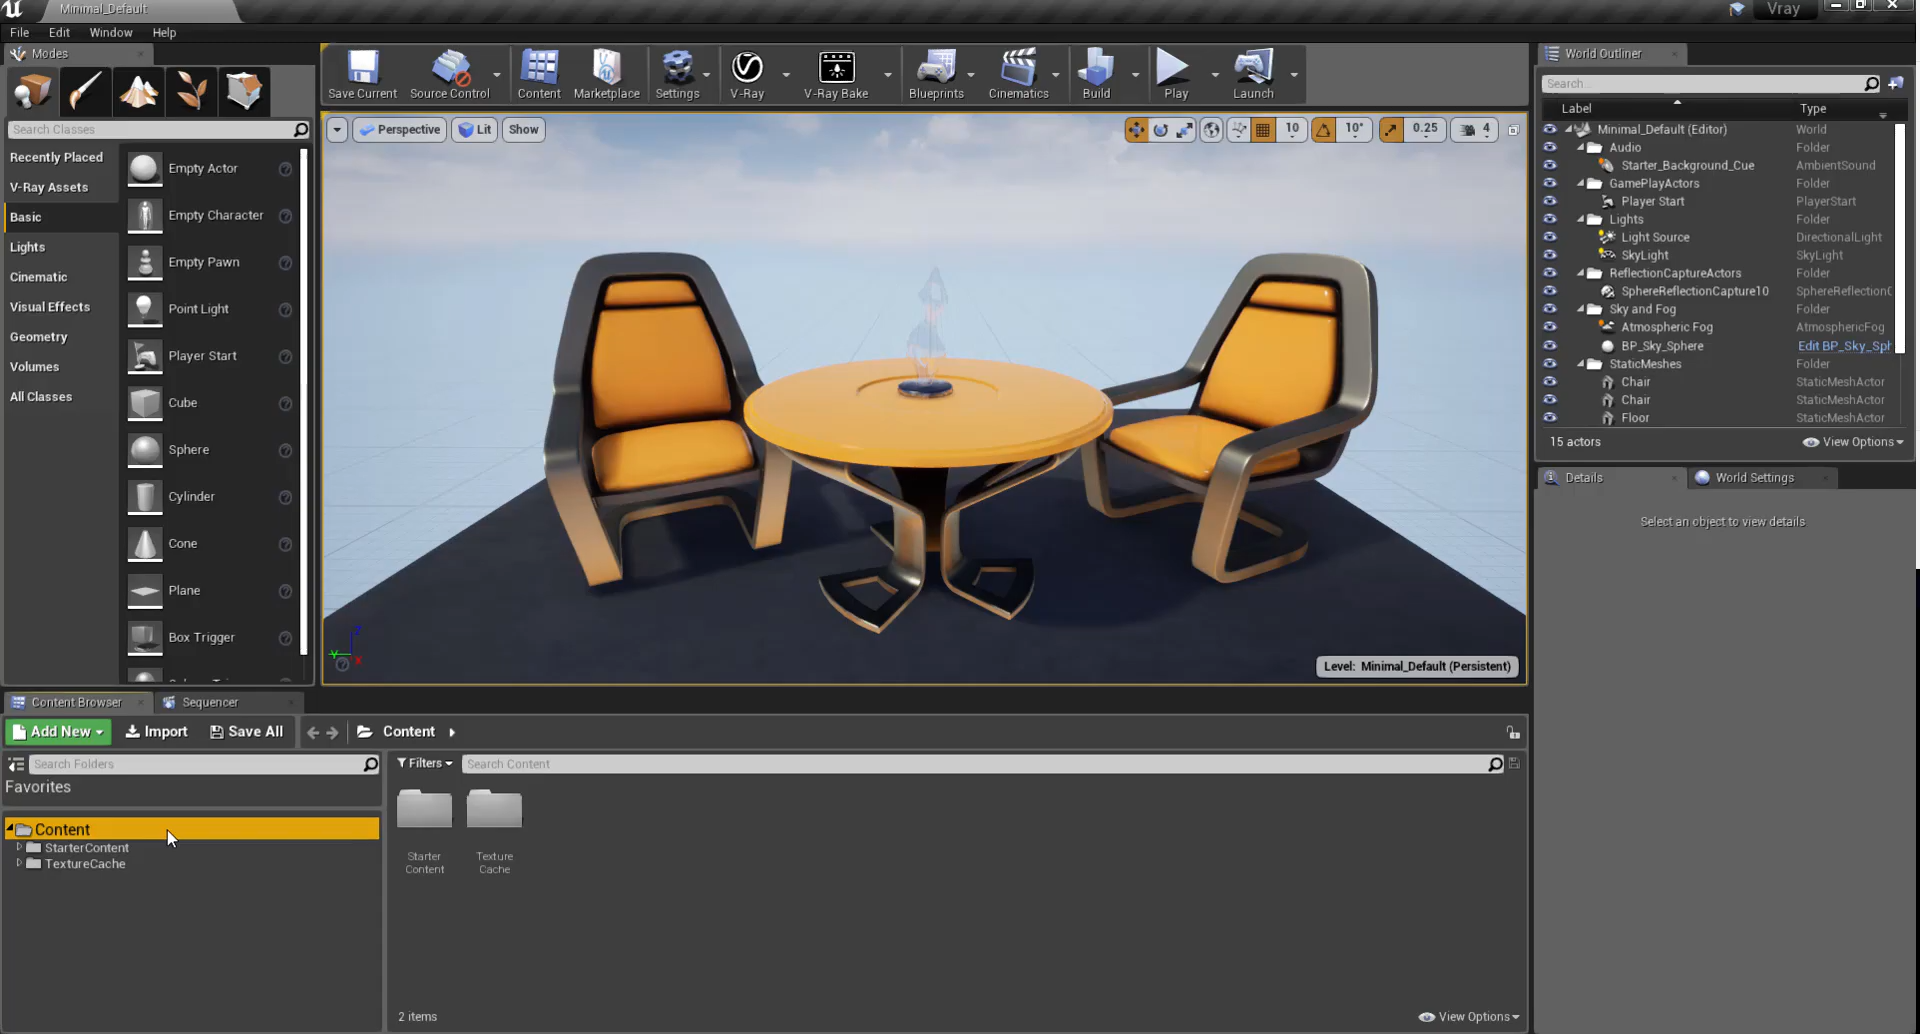 Minimal_Default
Vray
File Edit Window Help
Modes
Search Classes
Recently Placed
V-Ray Assets
Basic
Lights
Cinematic
Visual Effects
Geometry
Volumes
All Classes
Empty Actor
Empty Character
Empty Pawn
Point Light
Player Start
Cube
Sphere
Cylinder
Cone
Plane
Box Trigger
Save Current Source Control Content Marketplace Settings V-Ray V-Ray Bake Blueprints Cinematics Build Play Launch
Perspective Lit Show
10 10° 0.25 4
Level: Minimal_Default (Persistent)
World Outliner
Search...
Label Type
Minimal_Default (Editor) World
Audio Folder
Starter_Background_Cue AmbientSound
GamePlayActors Folder
Player Start PlayerStart
Lights Folder
Light Source DirectionalLight
SkyLight SkyLight
ReflectionCaptureActors Folder
SphereReflectionCapture10 SphereReflectionC
Sky and Fog Folder
Atmospheric Fog AtmosphericFog
BP_Sky_Sphere Edit BP_Sky_Sph
StaticMeshes Folder
Chair StaticMeshActor
Chair StaticMeshActor
Floor StaticMeshActor
15 actors View Options
Details World Settings
Select an object to view details
Content Browser Sequencer
Add New Import Save All Content
Search Folders
Favorites
Content
StarterContent
TextureCache
Filters Search Content
Starter
Content
Texture
Cache
2 items View Options